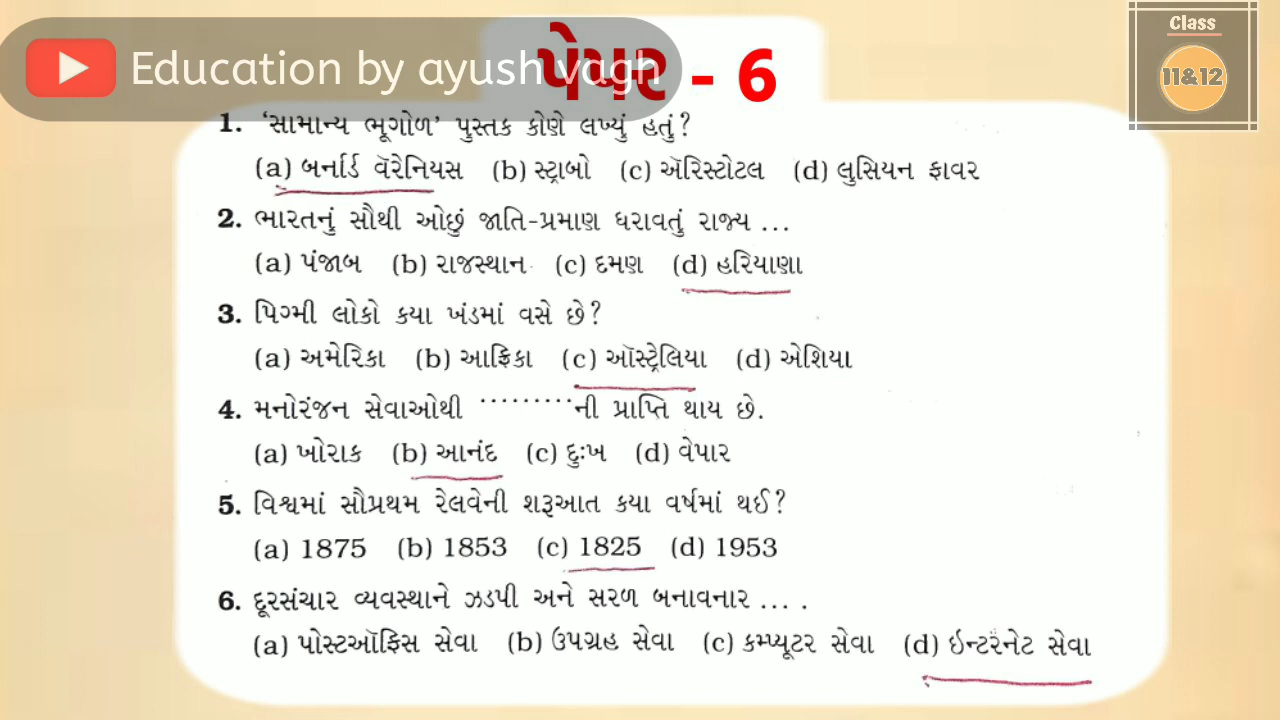 Education by ayush vagh
પેપર - 6
Class
11&12
1. ‘સામાન્ય ભૂગોળ’ પુસ્તક કોણે લખ્યું હતું?
(a) બર્નાર્ડ વૅરૈનિયસ (b) સ્ટ્રાબો (c) ઍરિસ્ટોટલ (d) લુસિયન ફાવર
2. ભારતનું સૌથી ઓછું જાતિ-પ્રમાણ ધરાવતું રાજ્ય ...
(a) પંજાબ (b) રાજસ્થાન (c) દમણ (d) હરિયાણા
3. પિગ્મી લોકો કયા ખંડમાં વસે છે?
(a) અમેરિકા (b) આફ્રિકા (c) ઑસ્ટ્રેલિયા (d) એશિયા
4. મનોરંજન સેવાઓથી .........ની પ્રાપ્તિ થાય છે.
(a) ખોરાક (b) આનંદ (c) દુઃખ (d) વેપાર
5. વિશ્વમાં સૌપ્રથમ રેલવેની શરૂઆત કયા વર્ષમાં થઈ?
(a) 1875 (b) 1853 (c) 1825 (d) 1953
6. દૂરસંચાર વ્યવસ્થાને ઝડપી અને સરળ બનાવનાર ... .
(a) પોસ્ટઑફિસ સેવા (b) ઉપગ્રહ સેવા (c) કમ્પ્યૂટર સેવા (d) ઇન્ટરનેટ સેવા